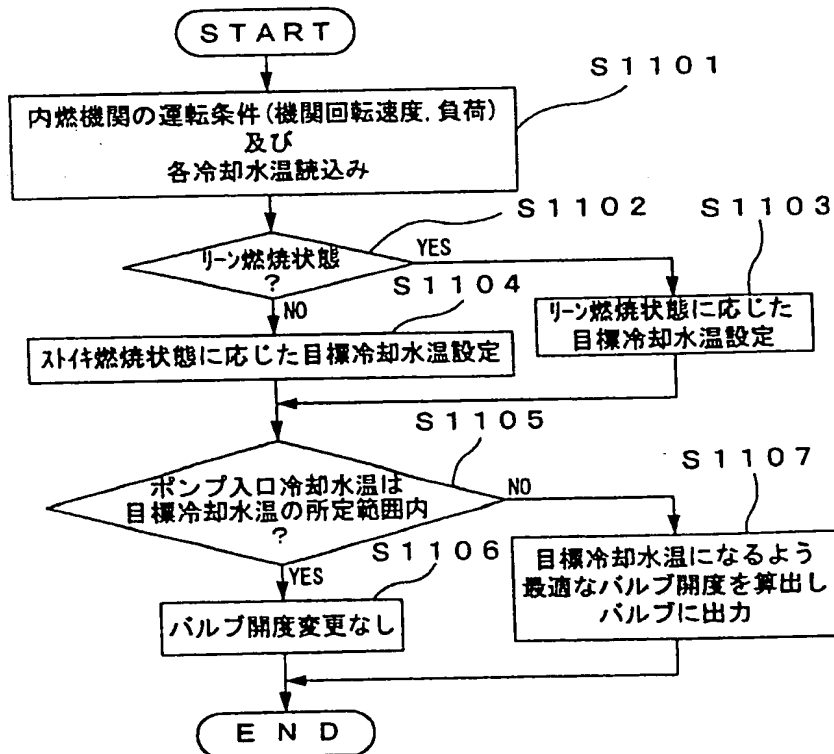 ＳＴＡＲＴ
Ｓ１１０１
内燃機関の運転条件(機関回転速度,負荷)
及び
各冷却水温読込み
Ｓ１１０２
Ｓ１１０３
リーン燃焼状態
?
YES
NO
Ｓ１１０４
リーン燃焼状態に応じた
目標冷却水温設定
ストイキ燃焼状態に応じた目標冷却水温設定
Ｓ１１０５
ポンプ入口冷却水温は
目標冷却水温の所定範囲内
?
NO
YES
Ｓ１１０７
Ｓ１１０６
目標冷却水温になるよう
最適なバルブ開度を算出し
バルブに出力
バルブ開度変更なし
ＥＮＤ